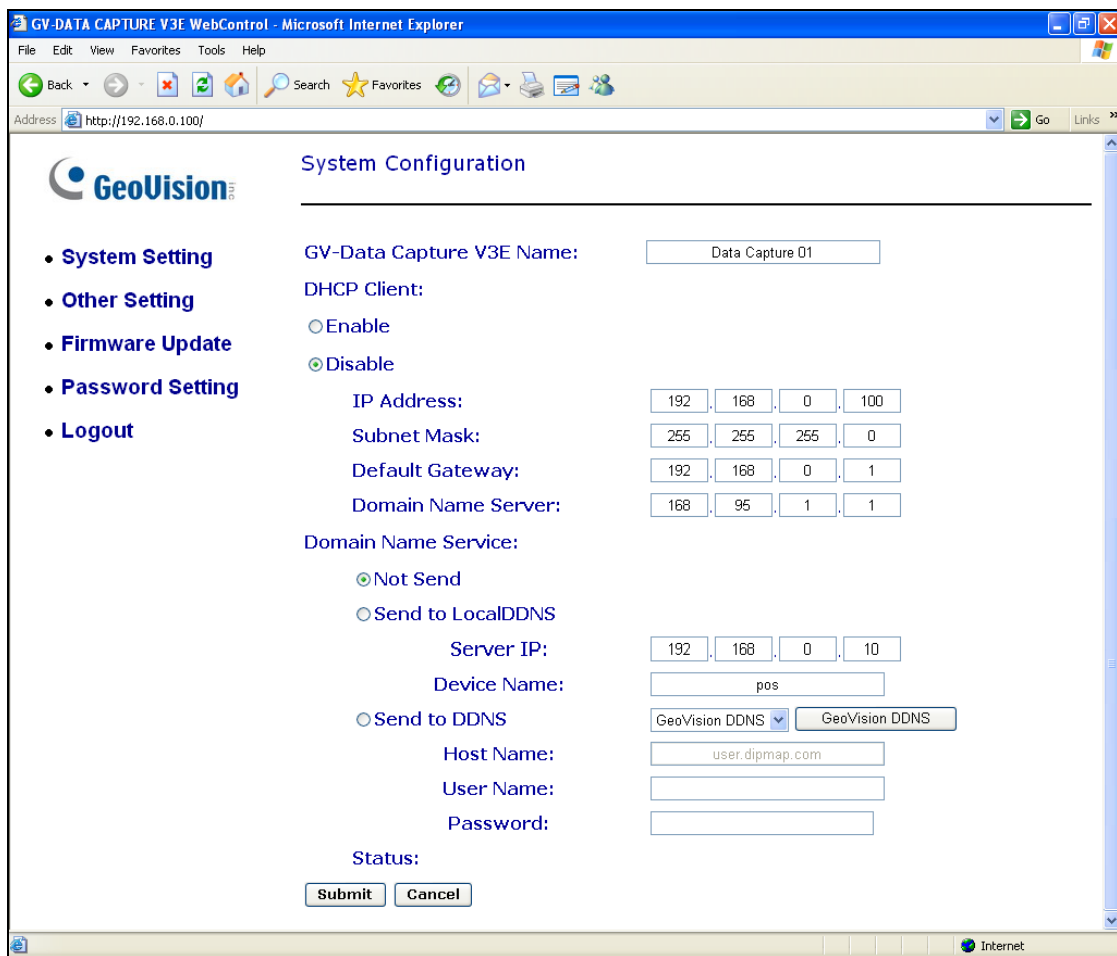 GV-DATA CAPTURE V3E WebControl - Microsoft Internet Explorer
File Edit View Favorites Tools Help
Back Search Favorites
Address http://192.168.0.100/ Go Links »
GeoVision inc
System Configuration
• System Setting
• Other Setting
• Firmware Update
• Password Setting
• Logout
GV-Data Capture V3E Name: Data Capture 01
DHCP Client:
Enable
Disable
IP Address: 192 . 168 . 0 . 100
Subnet Mask: 255 . 255 . 255 . 0
Default Gateway: 192 . 168 . 0 . 1
Domain Name Server: 168 . 95 . 1 . 1
Domain Name Service:
Not Send
Send to LocalDDNS
Server IP: 192 . 168 . 0 . 10
Device Name: pos
Send to DDNS GeoVision DDNS GeoVision DDNS
Host Name: user.dipmap.com
User Name:
Password:
Status:
Submit Cancel
Internet